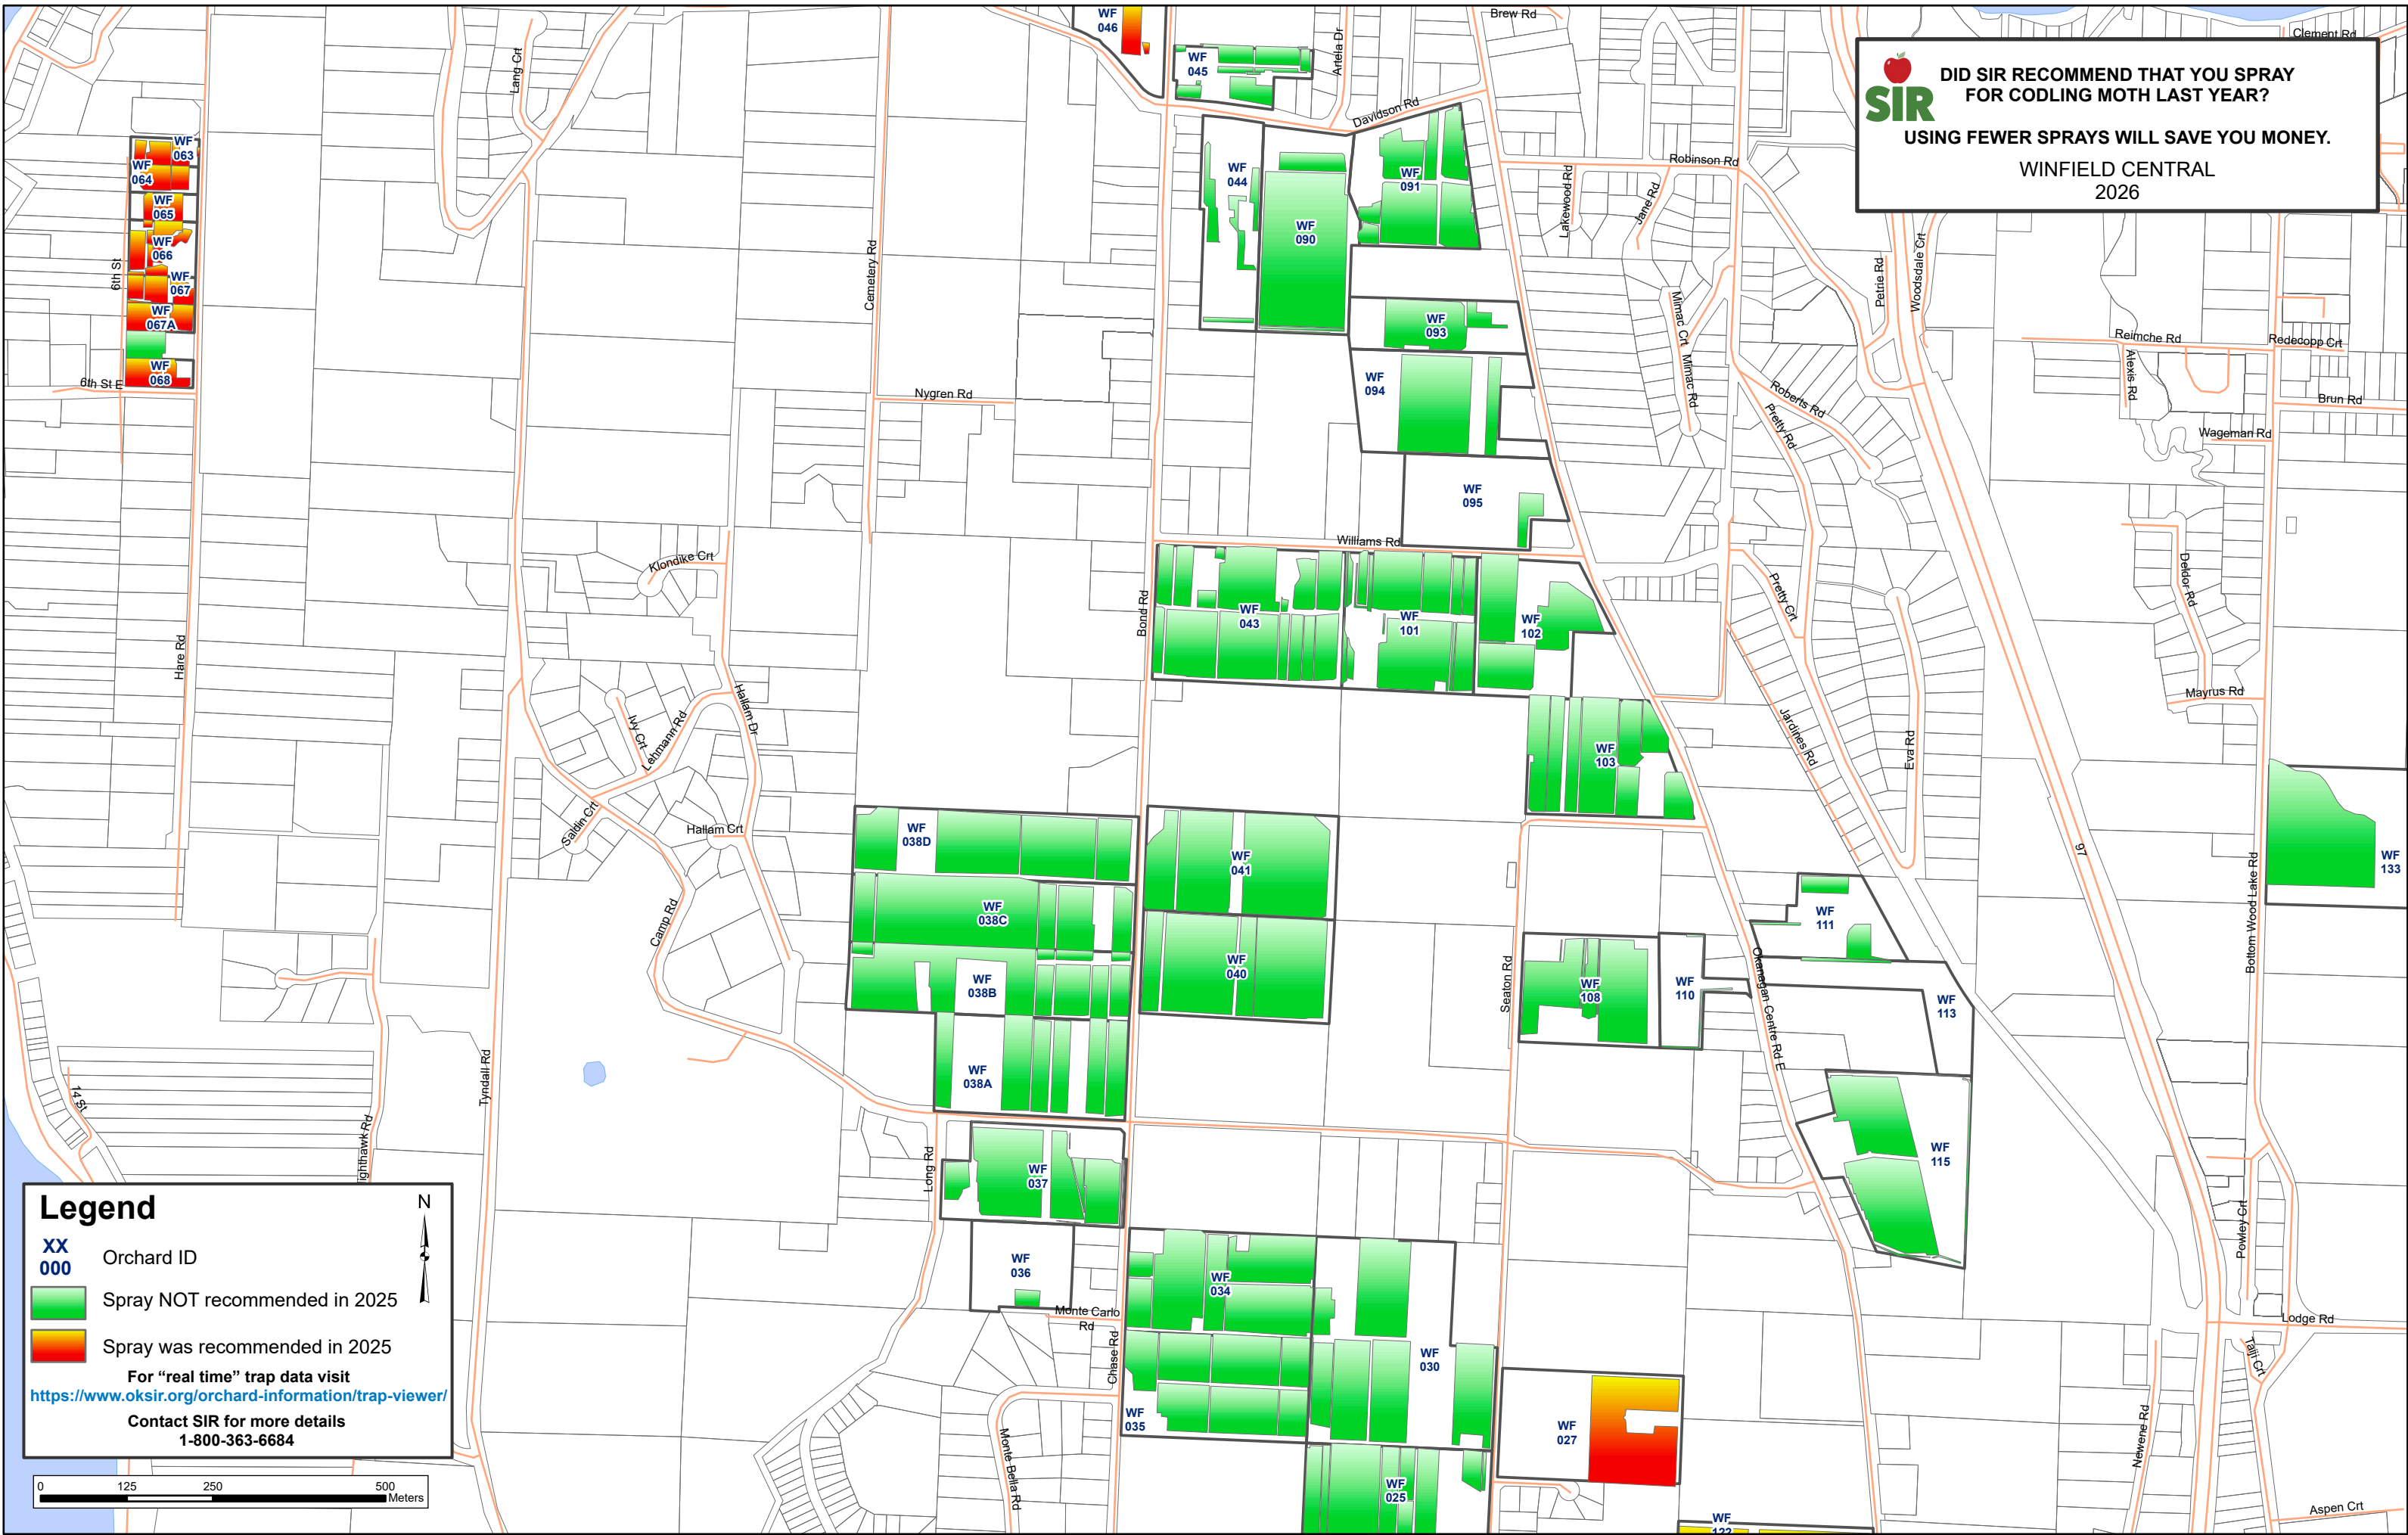 SIR
DID SIR RECOMMEND THAT YOU SPRAY
FOR CODLING MOTH LAST YEAR?
USING FEWER SPRAYS WILL SAVE YOU MONEY.
WINFIELD CENTRAL
2026
Clement Rd
Brew Rd
Artela Dr
Davidson Rd
Robinson Rd
Lakewood Rd
Jane Rd
Mimac Crt
Mimac Rd
Petrie Rd
Woodsdale Crt
Roberts Rd
Pretty Rd
Pretty Crt
Reimche Rd
Redecopp Crt
Alexis Rd
Brun Rd
Wageman Rd
Deldor Rd
Mayrus Rd
Jardines Rd
Eva Rd
97
Bottom Wood Lake Rd
Okanagan Centre Rd E
Seaton Rd
Powley Crt
Lodge Rd
Taiji Crt
Newene Rd
Aspen Crt
Lang Crt
6th St
6th St E
Hare Rd
Cemetery Rd
Nygren Rd
Williams Rd
Bond Rd
Klondike Crt
Hallam Dr
Ivy Crt
Lehmann Rd
Saldin Crt
Hallam Crt
Camp Rd
Tyndall Rd
14 St
ighthawk Rd
Long Rd
Monte Carlo
Rd
Chase Rd
Monte Bella Rd
WF
046
WF
045
WF
063
WF
064
WF
065
WF
066
WF
067
WF
067A
WF
068
WF
044
WF
090
WF
091
WF
093
WF
094
WF
095
WF
043
WF
101
WF
102
WF
103
WF
038D
WF
038C
WF
038B
WF
038A
WF
041
WF
040
WF
108
WF
110
WF
111
WF
113
WF
115
WF
133
WF
037
WF
036
WF
034
WF
035
WF
030
WF
027
WF
025
WF
122
Legend
N
XX
000
Orchard ID
Spray NOT recommended in 2025
Spray was recommended in 2025
For “real time” trap data visit
https://www.oksir.org/orchard-information/trap-viewer/
Contact SIR for more details
1-800-363-6684
0 125 250 500
Meters